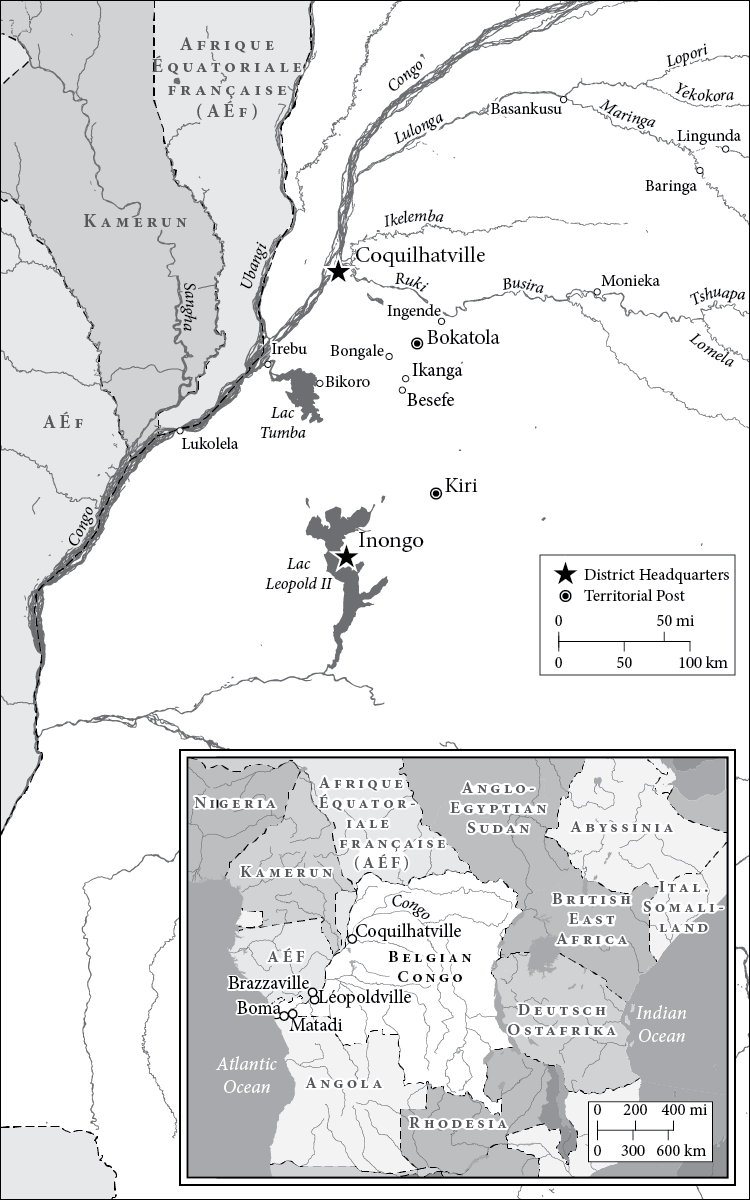 AFRIQUE
ÉQUATORIALE
FRANÇAISE
(AÉF)
Congo
Lopori
Yekokora
Basankusu
Maringa
Lulonga
Lingunda
Baringa
KAMERUN
Ikelemba
Ubangi
Coquilhatville
Sangha
Ruki
Busira
Monieka
Tshuapa
Ingende
Lomela
Bokatola
Irebu
Bongale
Ikanga
Bikoro
Besefe
Lac
Tumba
AÉF
Lukolela
Kiri
Congo
Inongo
Lac
Leopold II
District Headquarters
Territorial Post
0 50 mi
0 50 100 km
NIGERIA
AFRIQUE
ÉQUATOR-
IALE
FRANÇAISE
(AÉF)
ANGLO-
EGYPTIAN
SUDAN
ABYSSINIA
KAMERUN
ITAL.
SOMALI-
LAND
BRITISH
EAST
AFRICA
Congo
Coquilhatville
BELGIAN
CONGO
AÉF
Brazzaville
Léopoldville
Boma
Matadi
DEUTSCH
OSTAFRIKA
Indian
Ocean
Atlantic
Ocean
ANGOLA
RHODESIA
0 200 400 mi
0 300 600 km